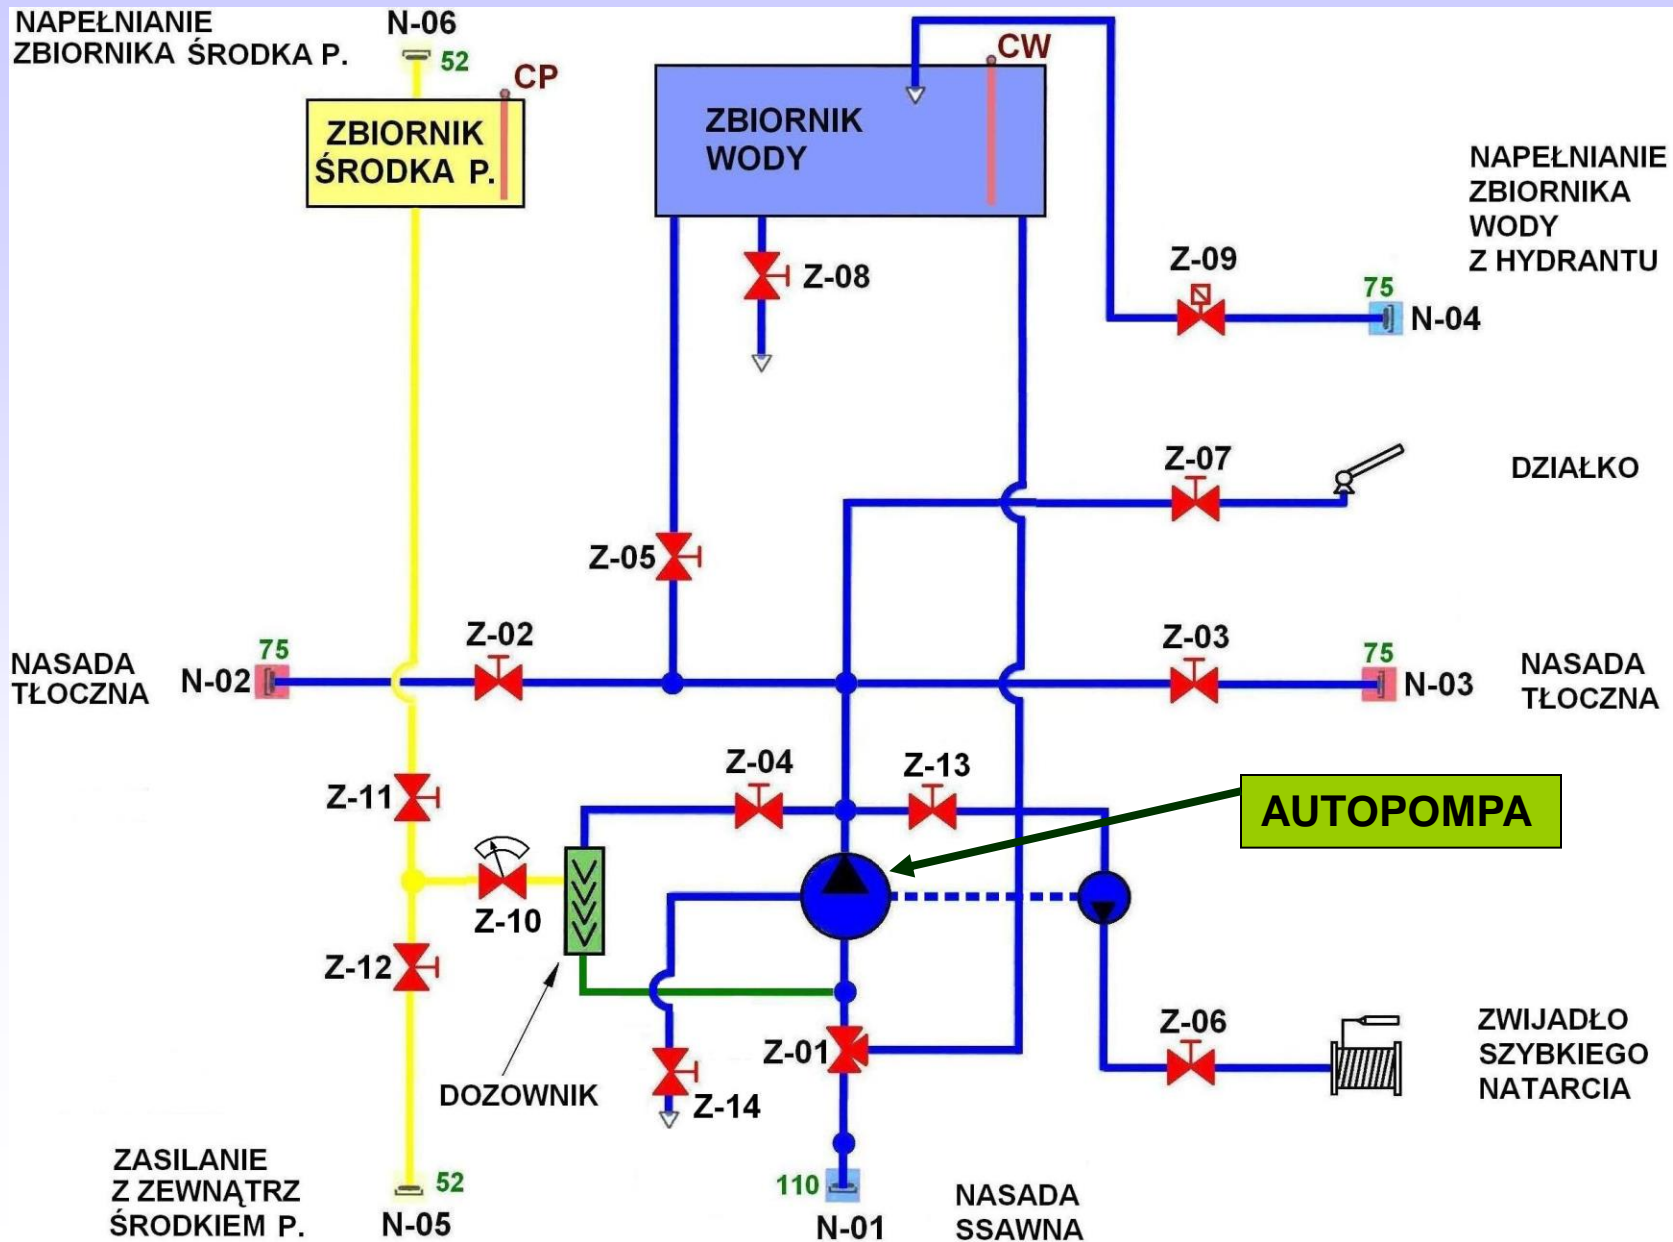 NAPEŁNIANIE
ZBIORNIKA ŚRODKA P.
N-06
52
CP
ZBIORNIK
ŚRODKA P.
CW
ZBIORNIK
WODY
NAPEŁNIANIE
ZBIORNIKA
WODY
Z HYDRANTU
Z-08
Z-09
75
N-04
Z-07
DZIAŁKO
Z-05
NASADA
TŁOCZNA
N-02
75
Z-02
Z-03
75
N-03
NASADA
TŁOCZNA
Z-04
Z-13
Z-11
AUTOPOMPA
Z-10
Z-12
Z-01
Z-06
ZWIJADŁO
SZYBKIEGO
NATARCIA
DOZOWNIK
Z-14
ZASILANIE
Z ZEWNĄTRZ
ŚRODKIEM P.
52
N-05
110
N-01
NASADA
SSAWNA